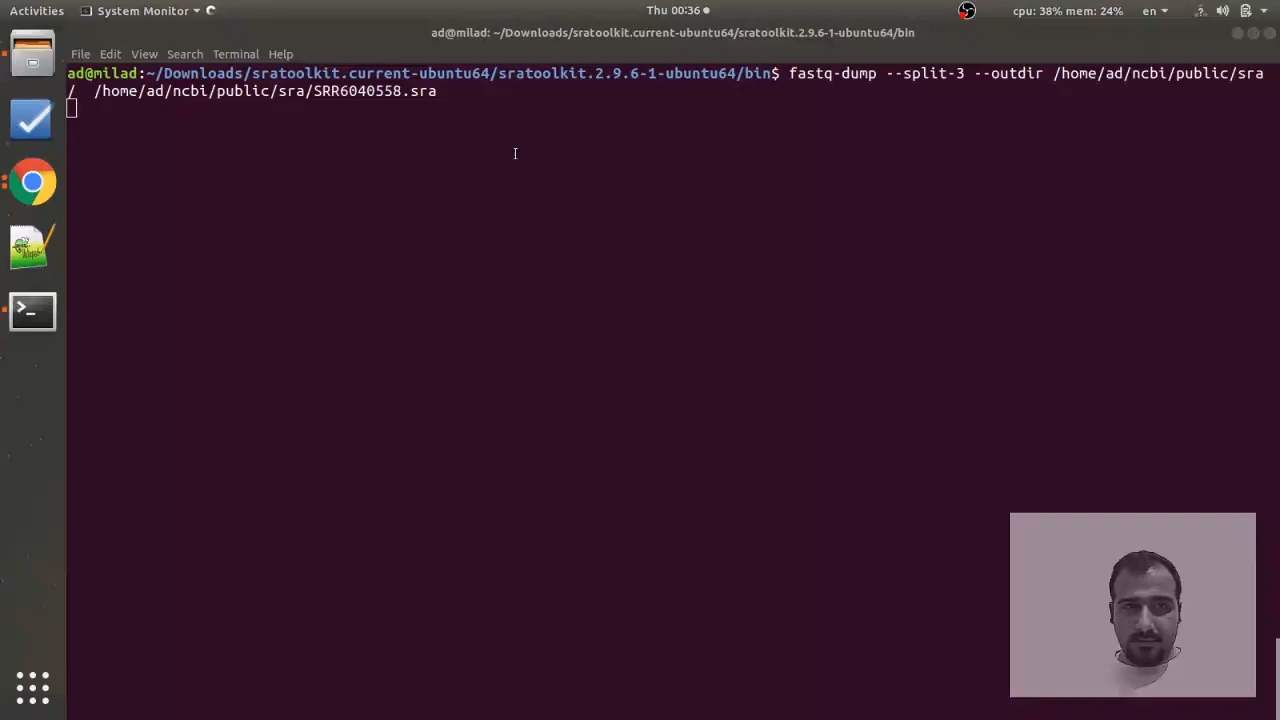 Activities System Monitor Thu 00:36 cpu: 38% mem: 24% en
ad@milad: ~/Downloads/sratoolkit.current-ubuntu64/sratoolkit.2.9.6-1-ubuntu64/bin
File Edit View Search Terminal Help
ad@milad:~/Downloads/sratoolkit.current-ubuntu64/sratoolkit.2.9.6-1-ubuntu64/bin$ fastq-dump --split-3 --outdir /home/ad/ncbi/public/sra
/ /home/ad/ncbi/public/sra/SRR6040558.sra